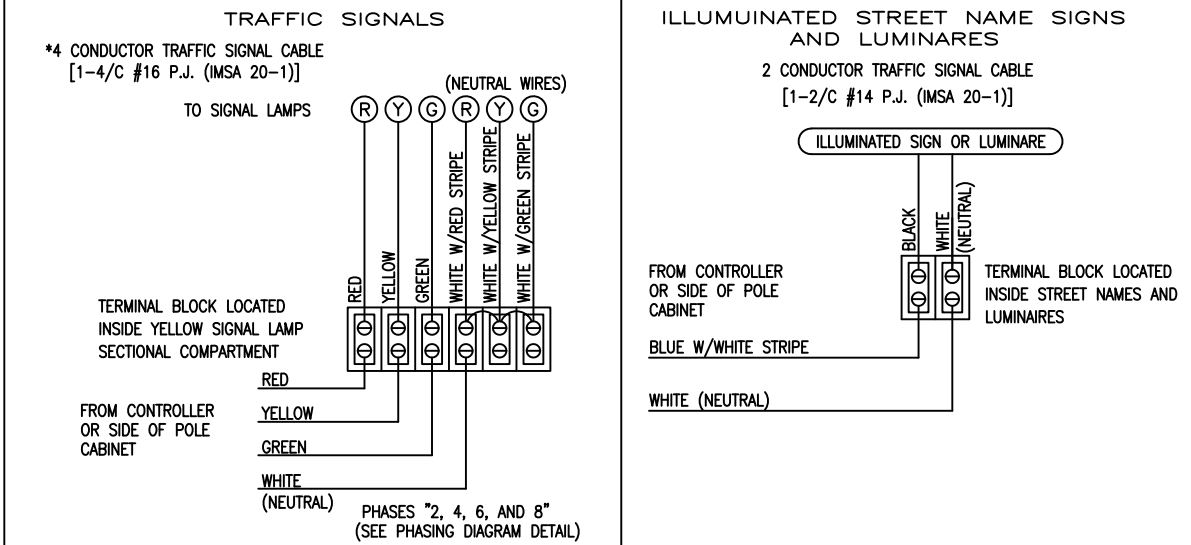 TRAFFIC SIGNALS
*4 CONDUCTOR TRAFFIC SIGNAL CABLE
[1-4/C #16 P.J. (IMSA 20-1)]
(NEUTRAL WIRES)
TO SIGNAL LAMPS
R Y G R Y G
RED
YELLOW
GREEN
WHITE W/RED STRIPE
WHITE W/YELLOW STRIPE
WHITE W/GREEN STRIPE
TERMINAL BLOCK LOCATED
INSIDE YELLOW SIGNAL LAMP
SECTIONAL COMPARTMENT
RED
FROM CONTROLLER
OR SIDE OF POLE
CABINET
YELLOW
GREEN
WHITE
(NEUTRAL)
PHASES "2, 4, 6, AND 8"
(SEE PHASING DIAGRAM DETAIL)
ILLUMUINATED STREET NAME SIGNS
AND LUMINARES
2 CONDUCTOR TRAFFIC SIGNAL CABLE
[1-2/C #14 P.J. (IMSA 20-1)]
ILLUMINATED SIGN OR LUMINARE
BLACK
WHITE
(NEUTRAL)
FROM CONTROLLER
OR SIDE OF POLE
CABINET
TERMINAL BLOCK LOCATED
INSIDE STREET NAMES AND
LUMINAIRES
BLUE W/WHITE STRIPE
WHITE (NEUTRAL)